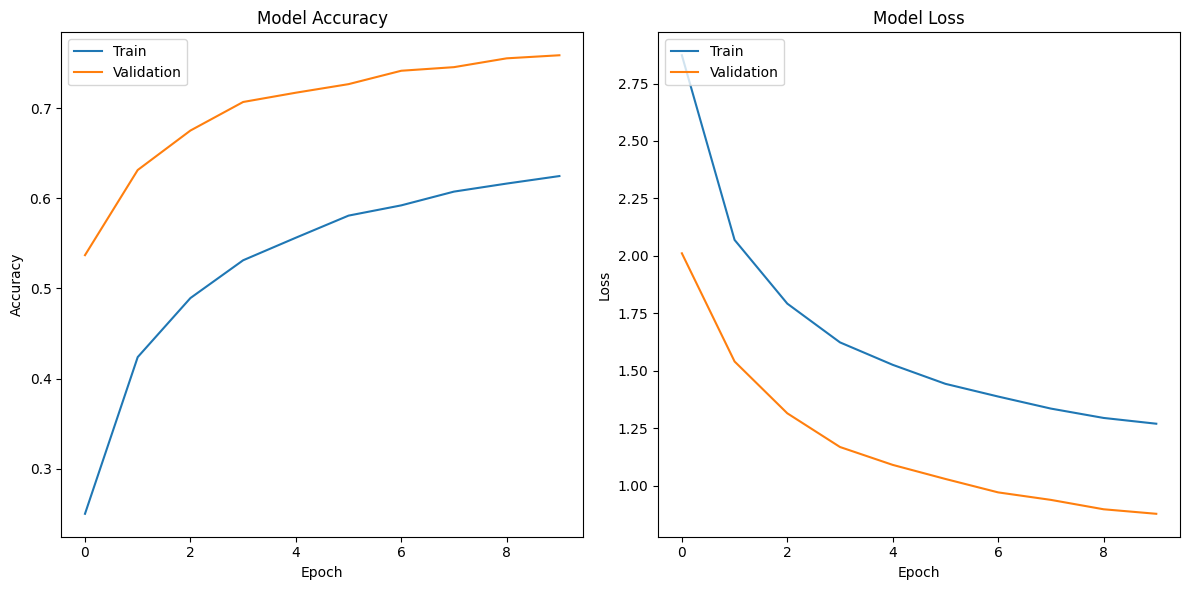 Model Accuracy
Train
Validation
0.7
0.6
0.5
0.4
0.3
Accuracy
0 2 4 6 8
Epoch
Model Loss
Train
Validation
2.75
2.50
2.25
2.00
1.75
1.50
1.25
1.00
Loss
0 2 4 6 8
Epoch